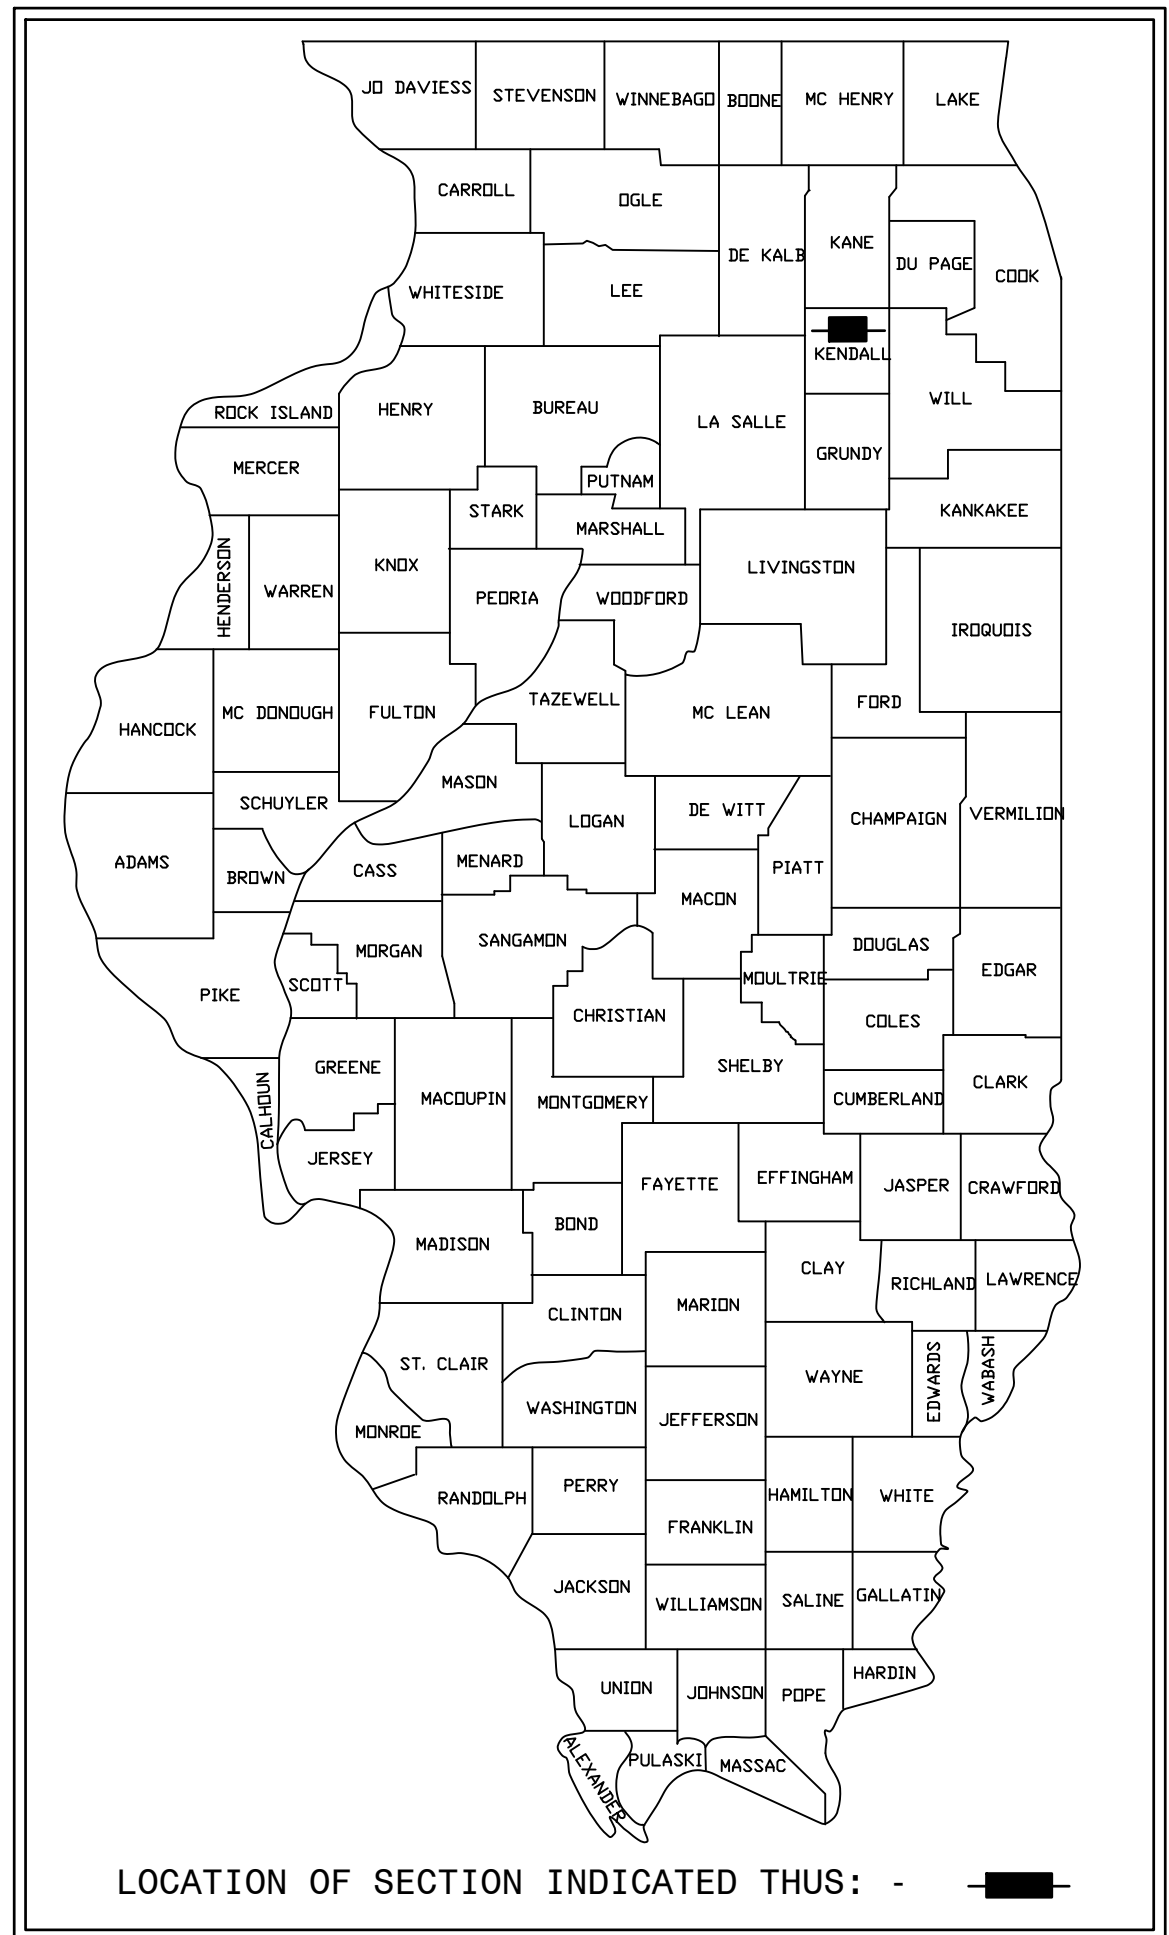 JO DAVIESS
STEVENSON
WINNEBAGO
BOONE
MC HENRY
LAKE
CARROLL
OGLE
DE KALB
KANE
DU PAGE
COOK
WHITESIDE
LEE
KENDALL
ROCK ISLAND
HENRY
BUREAU
LA SALLE
WILL
MERCER
PUTNAM
GRUNDY
STARK
MARSHALL
KANKAKEE
HENDERSON
WARREN
KNOX
PEORIA
WOODFORD
LIVINGSTON
IROQUOIS
HANCOCK
MC DONOUGH
FULTON
TAZEWELL
MC LEAN
FORD
SCHUYLER
MASON
LOGAN
DE WITT
CHAMPAIGN
VERMILION
ADAMS
BROWN
CASS
MENARD
MACON
PIATT
PIKE
SCOTT
MORGAN
SANGAMON
CHRISTIAN
MOULTRIE
DOUGLAS
EDGAR
COLES
CALHOUN
GREENE
MACOUPIN
MONTGOMERY
SHELBY
CUMBERLAND
CLARK
JERSEY
FAYETTE
EFFINGHAM
JASPER
CRAWFORD
MADISON
BOND
CLAY
RICHLAND
LAWRENCE
CLINTON
MARION
ST. CLAIR
WAYNE
EDWARDS
WABASH
MONROE
WASHINGTON
JEFFERSON
RANDOLPH
PERRY
HAMILTON
WHITE
FRANKLIN
JACKSON
WILLIAMSON
SALINE
GALLATIN
UNION
JOHNSON
POPE
HARDIN
ALEXANDER
PULASKI
MASSAC
LOCATION OF SECTION INDICATED THUS: -